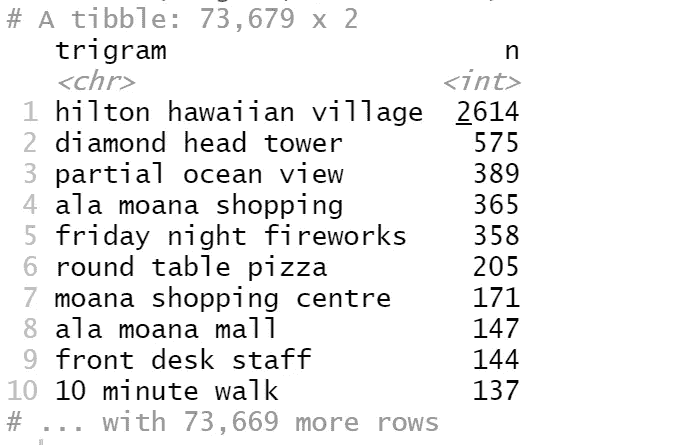 # A tibble: 73,679 x 2
trigram n
<chr> <int>
1 hilton hawaiian village 2614
2 diamond head tower 575
3 partial ocean view 389
4 ala moana shopping 365
5 friday night fireworks 358
6 round table pizza 205
7 moana shopping centre 171
8 ala moana mall 147
9 front desk staff 144
10 10 minute walk 137
# ... with 73,669 more rows